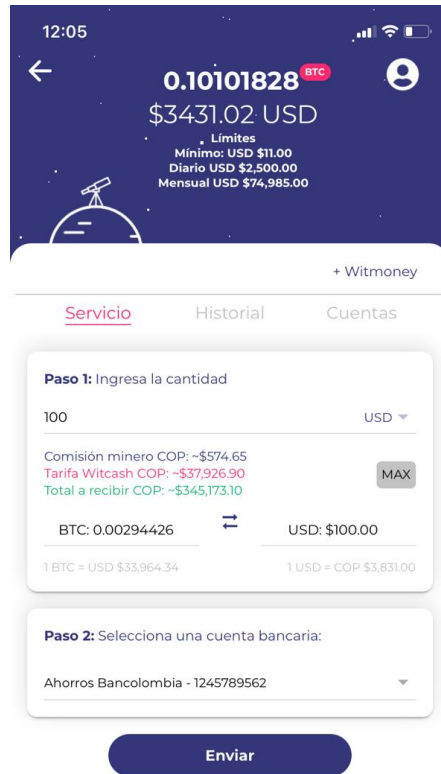 12:05
0.10101828 BTC
$3431.02 USD
Límites
Mínimo: USD $11.00
Diario USD $2,500.00
Mensual USD $74,985.00
+ Witmoney
Servicio Historial Cuentas
Paso 1: Ingresa la cantidad
100 USD
Comisión minero COP: ~$574.65
Tarifa Witcash COP: ~$37,926.90
Total a recibir COP: ~$345,173.10
MAX
BTC: 0.00294426 USD: $100.00
1 BTC = USD $33,964.34 1 USD = COP $3,831.00
Paso 2: Selecciona una cuenta bancaria:
Ahorros Bancolombia - 1245789562
Enviar